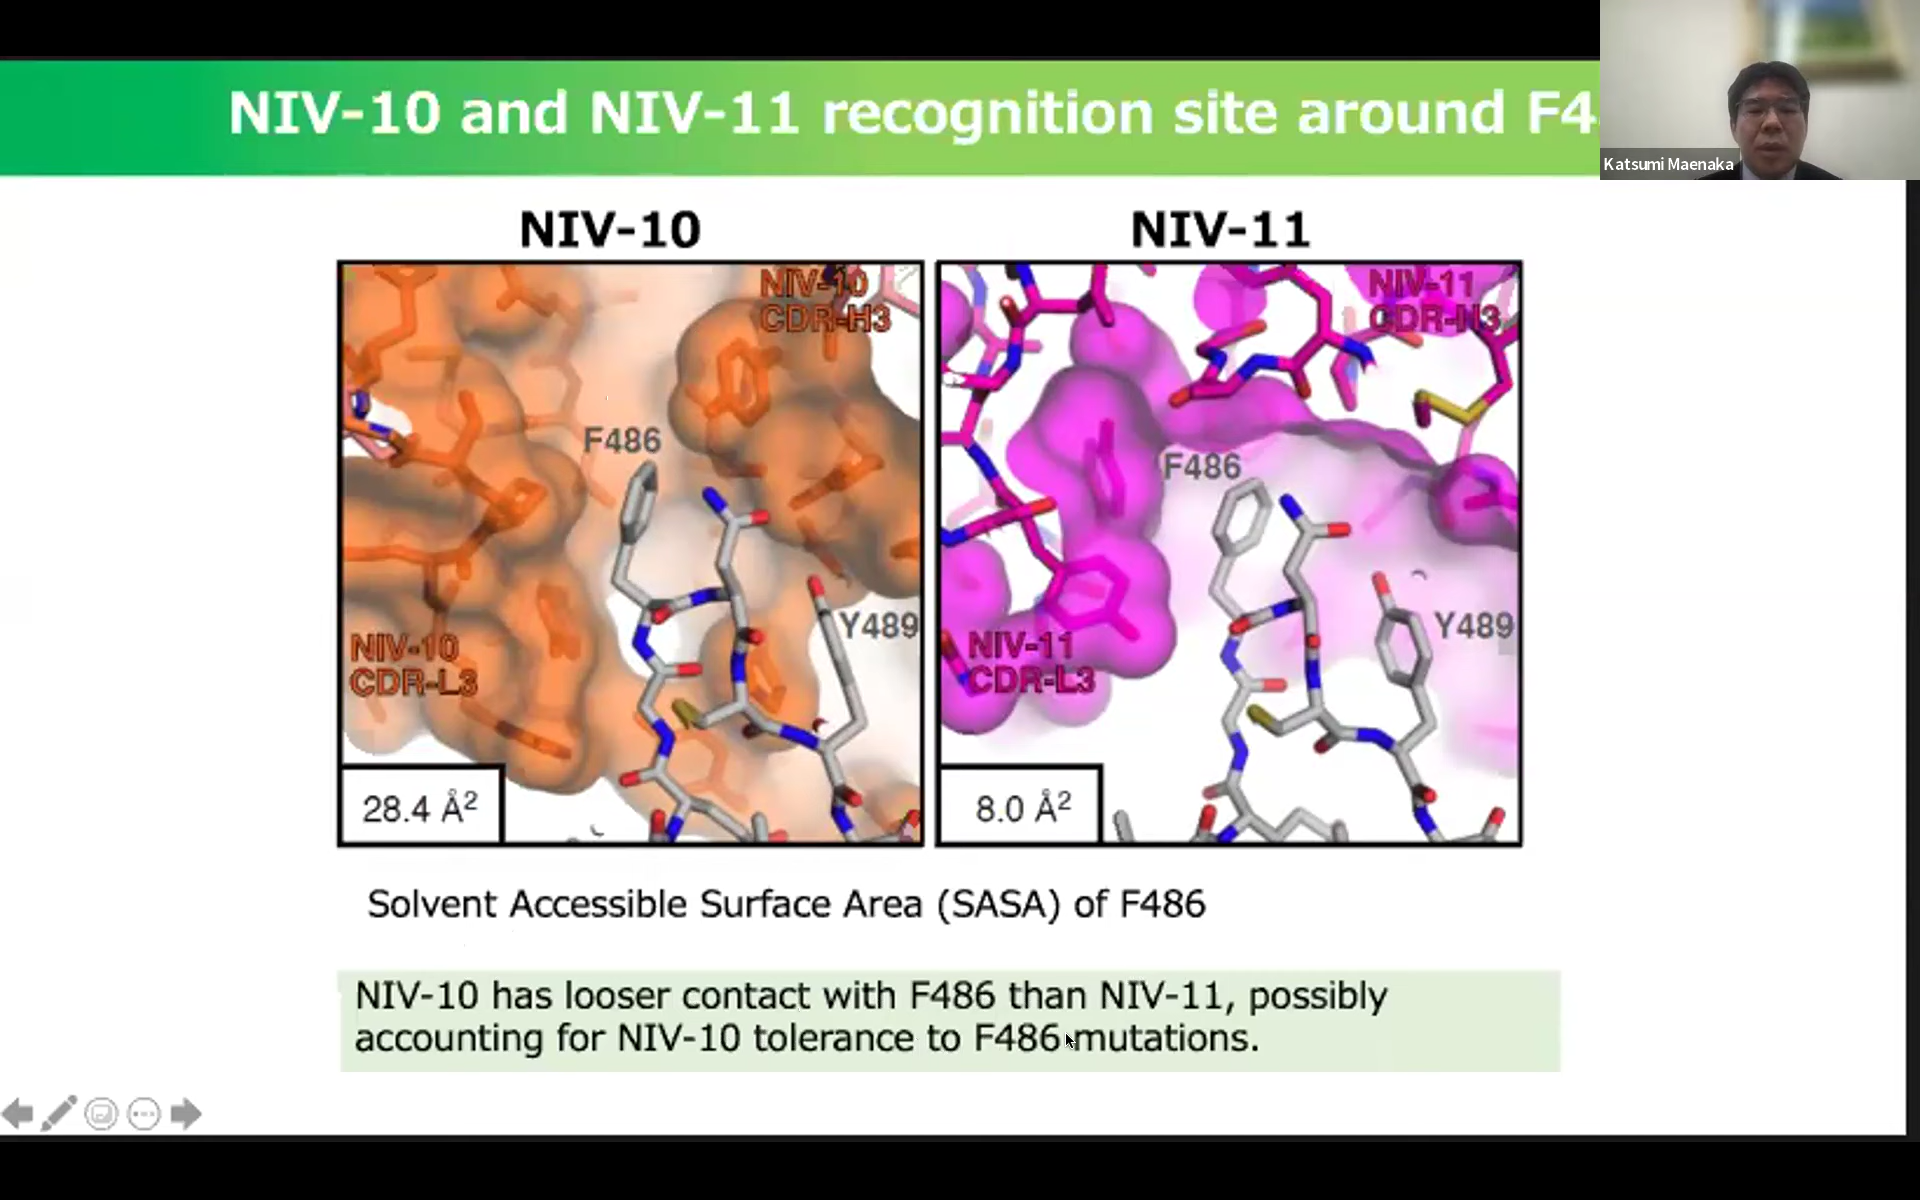 NIV-10 and NIV-11 recognition site around F4
Katsumi Maenaka
NIV-10
NIV-11
NIV-10
CDR-H3
F486
Y489
NIV-10
CDR-L3
28.4 Å²
NIV-11
CDR-H3
F486
Y489
NIV-11
CDR-L3
8.0 Å²
Solvent Accessible Surface Area (SASA) of F486
NIV-10 has looser contact with F486 than NIV-11, possibly
accounting for NIV-10 tolerance to F486 mutations.